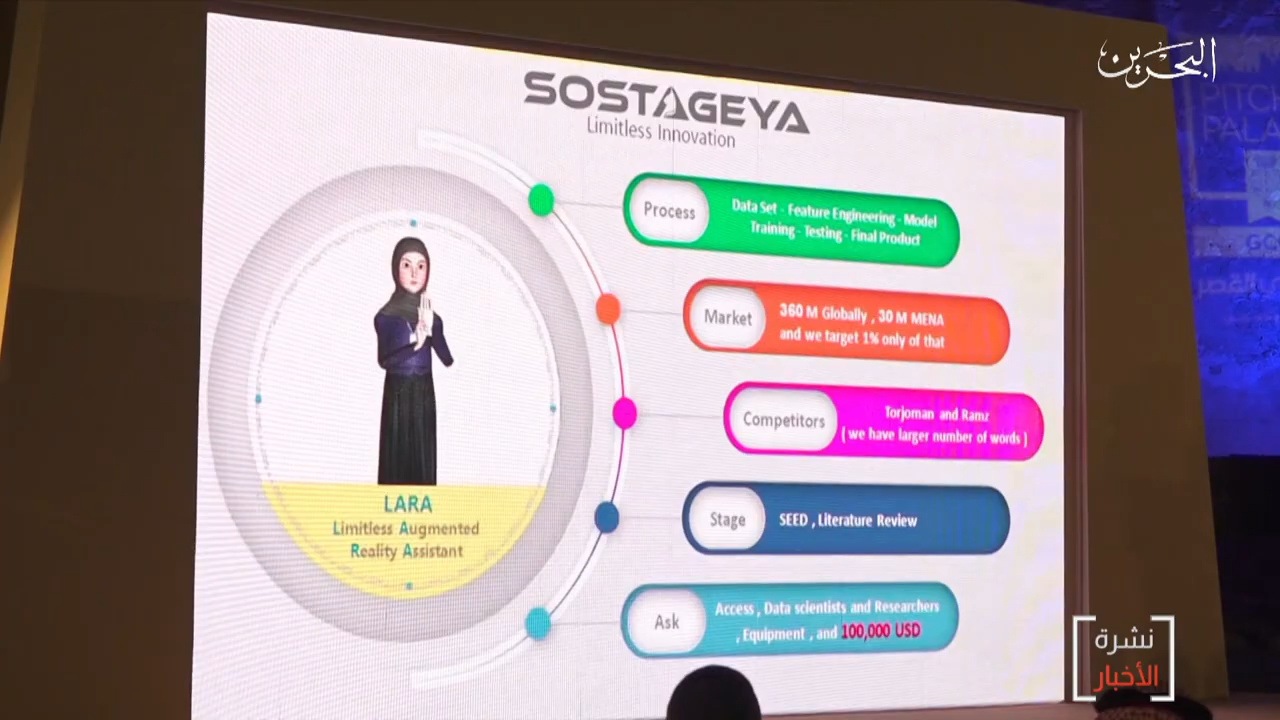 البحرين
SOSTAGEYA
Limitless Innovation
Process
Data Set - Feature Engineering - Model
Training - Testing - Final Product
Market
360 M Globally , 30 M MENA
and we target 1% only of that
Competitors
Torjoman and Ramz
( we have larger number of words )
Stage
SEED , Literature Review
Ask
Access , Data scientists and Researchers
, Equipment , and 100,000 USD
LARA
Limitless Augmented
Reality Assistant
PITCH
نشرة
الأخبار